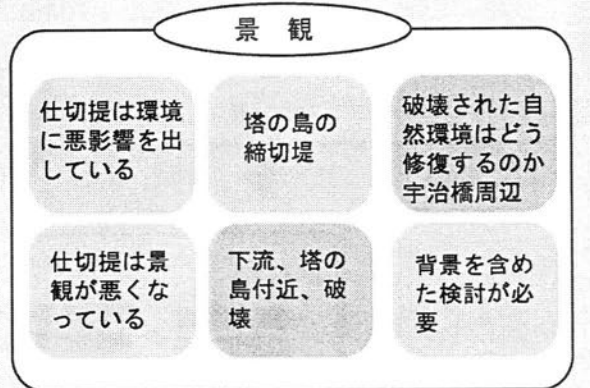 景 観
仕切提は環境
に悪影響を出
している
塔の島の
締切堤
破壊された自
然環境はどう
修復するのか
宇治橋周辺
仕切提は景
観が悪くな
っている
下流、塔の
島付近、破
壊
背景を含め
た検討が必
要